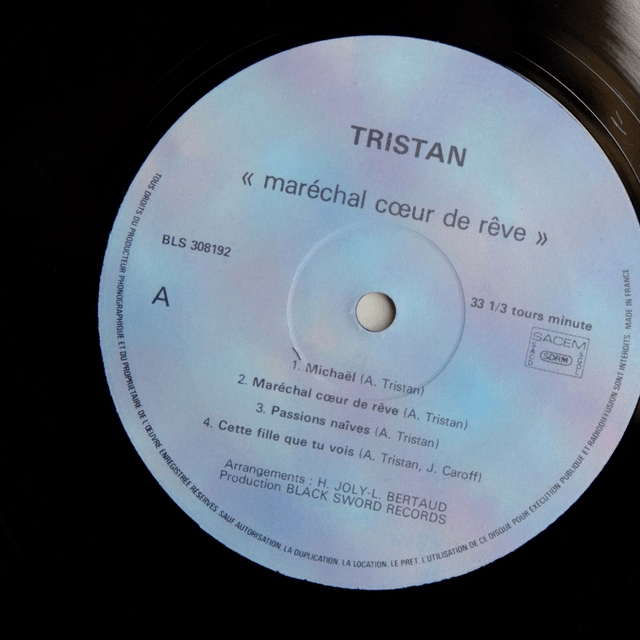 TRISTAN
« maréchal cœur de rêve »
BLS 308192
A
33 1/3 tours minute
SACEM
1. Michaël (A. Tristan)
2. Maréchal cœur de rêve (A. Tristan)
3. Passions naïves (A. Tristan)
4. Cette fille que tu vois (A. Tristan, J. Caroff)
Arrangements : H. JOLY-L. BERTAUD
Production BLACK SWORD RECORDS
TOUS DROITS DU PRODUCTEUR PHONOGRAPHIQUE ET DU PROPRIETAIRE DE L'ŒUVRE ENREGISTREE RESERVES. SAUF AUTORISATION, LA DUPLICATION, LA LOCATION, LE PRET, L'UTILISATION DE CE DISQUE POUR EXECUTION PUBLIQUE ET RADIODIFFUSION SONT INTERDITS. MADE IN FRANCE